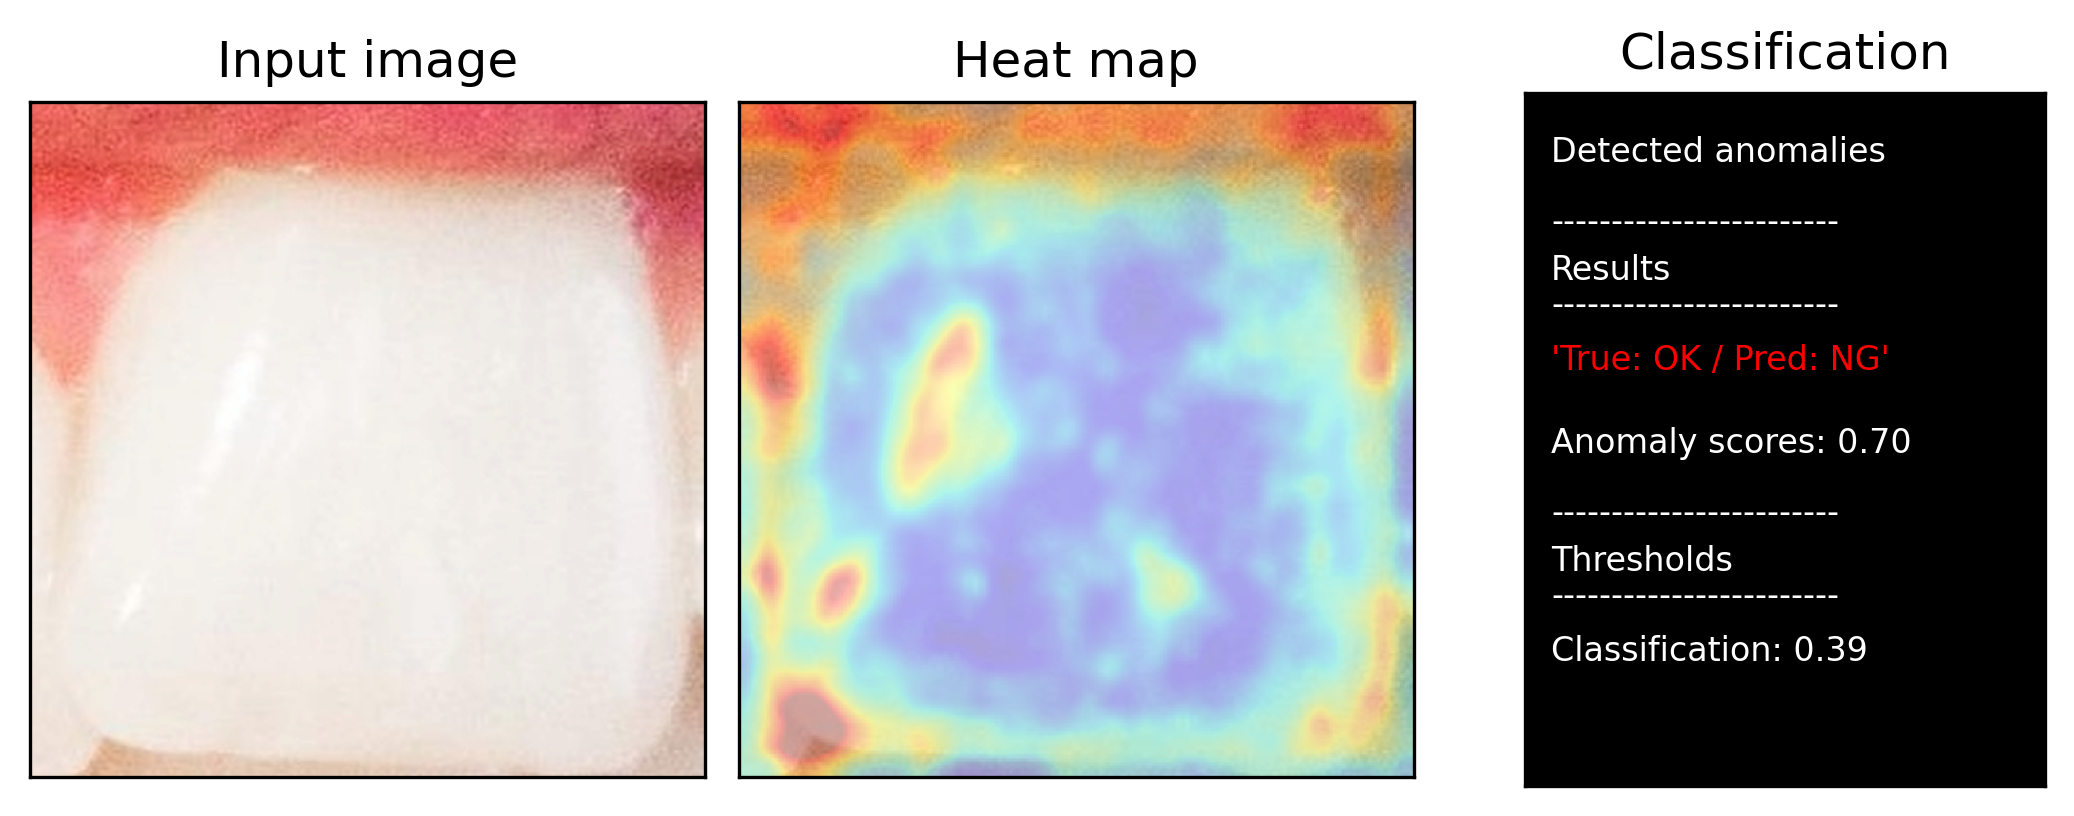 Input image
Heat map
Classification
Detected anomalies
------------------------
Results
------------------------
'True: OK / Pred: NG'
Anomaly scores: 0.70
------------------------
Thresholds
------------------------
Classification: 0.39